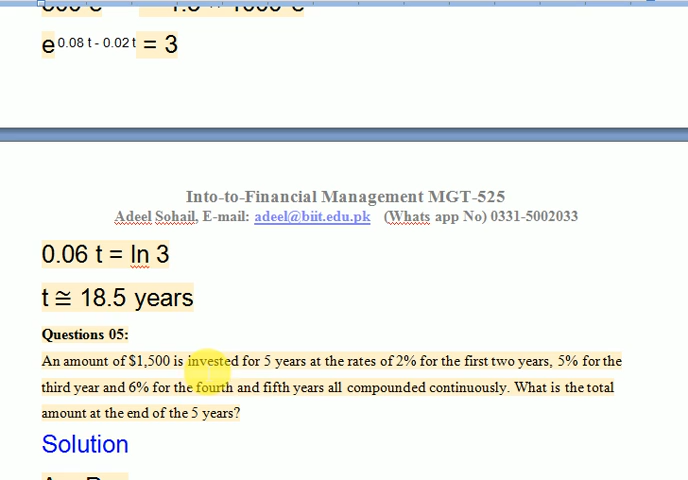 e 0.08 t - 0.02 t = 3
Into-to-Financial Management MGT-525
Adeel Sohail, E-mail: adeel@biit.edu.pk (Whats app No) 0331-5002033
0.06 t = ln 3
t ≅ 18.5 years
Questions 05:
An amount of $1,500 is invested for 5 years at the rates of 2% for the first two years, 5% for the
third year and 6% for the fourth and fifth years all compounded continuously. What is the total
amount at the end of the 5 years?
Solution